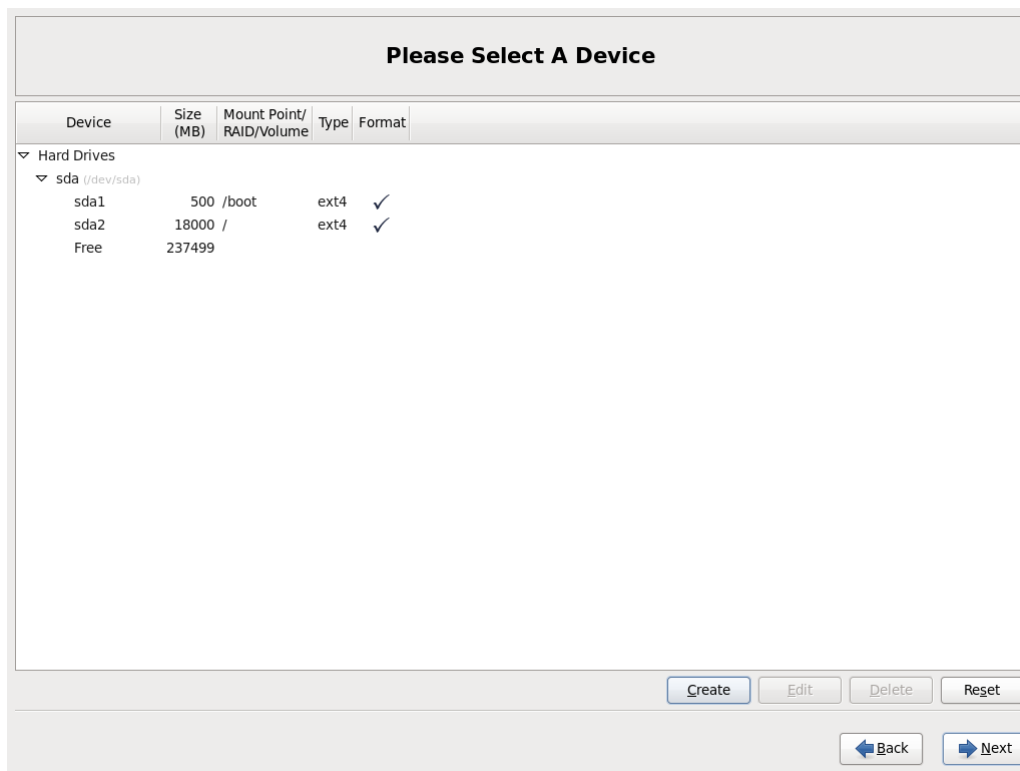 Please Select A Device
Device Size (MB) Mount Point/ RAID/Volume Type Format
Hard Drives
sda (/dev/sda)
sda1 500 /boot ext4 ✓
sda2 18000 / ext4 ✓
Free 237499
Create Edit Delete Reset
Back Next